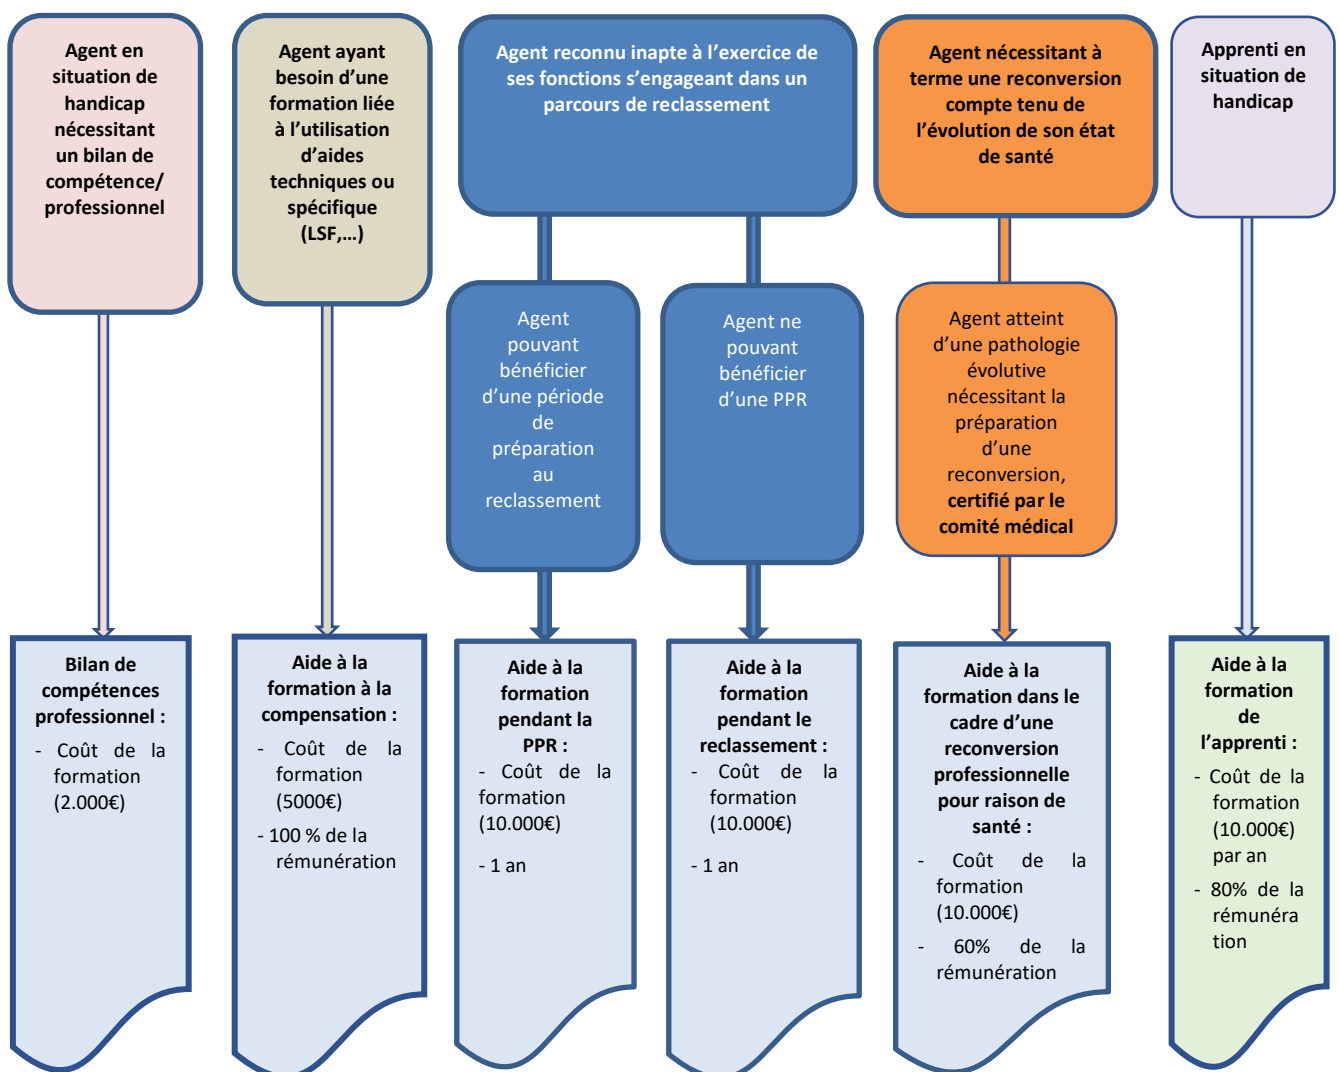 Agent en
situation de
handicap
nécessitant
un bilan de
compétence/
professionnel
Agent ayant
besoin d’une
formation liée
à l’utilisation
d’aides
techniques ou
spécifique
(LSF,…)
Agent reconnu inapte à l’exercice de
ses fonctions s’engageant dans un
parcours de reclassement
Agent nécessitant à
terme une reconversion
compte tenu de
l’évolution de son état
de santé
Apprenti en
situation de
handicap
Agent
pouvant
bénéficier
d’une période
de
préparation
au
reclassement
Agent ne
pouvant
bénéficier
d’une PPR
Agent atteint
d’une pathologie
évolutive
nécessitant la
préparation
d’une
reconversion,
certifié par le
comité médical
Bilan de
compétences
professionnel :
- Coût de la
formation
(2.000€)
Aide à la
formation à la
compensation :
- Coût de la
formation
(5000€)
- 100 % de la
rémunération
Aide à la
formation
pendant la
PPR :
- Coût de la
formation
(10.000€)
- 1 an
Aide à la
formation
pendant le
reclassement :
- Coût de la
formation
(10.000€)
- 1 an
Aide à la
formation dans le
cadre d’une
reconversion
professionnelle
pour raison de
santé :
- Coût de la
formation
(10.000€)
- 60% de la
rémunération
Aide à la
formation
de
l’apprenti :
- Coût de la
formation
(10.000€)
par an
- 80% de la
rémunéra
tion